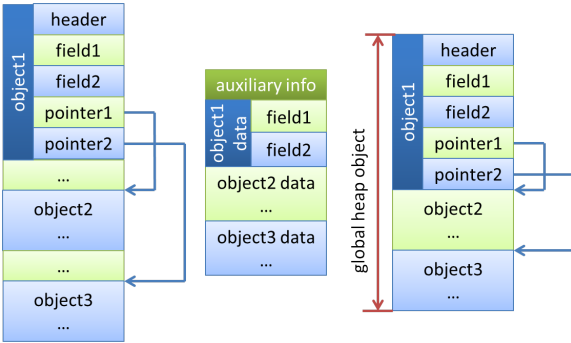 object1
header
field1
field2
pointer1
pointer2
...
object2
...
...
object3
...
auxiliary info
object1
data
field1
field2
object2 data
...
object3 data
...
global heap object
object1
header
field1
field2
pointer1
pointer2
object2
...
object3
...